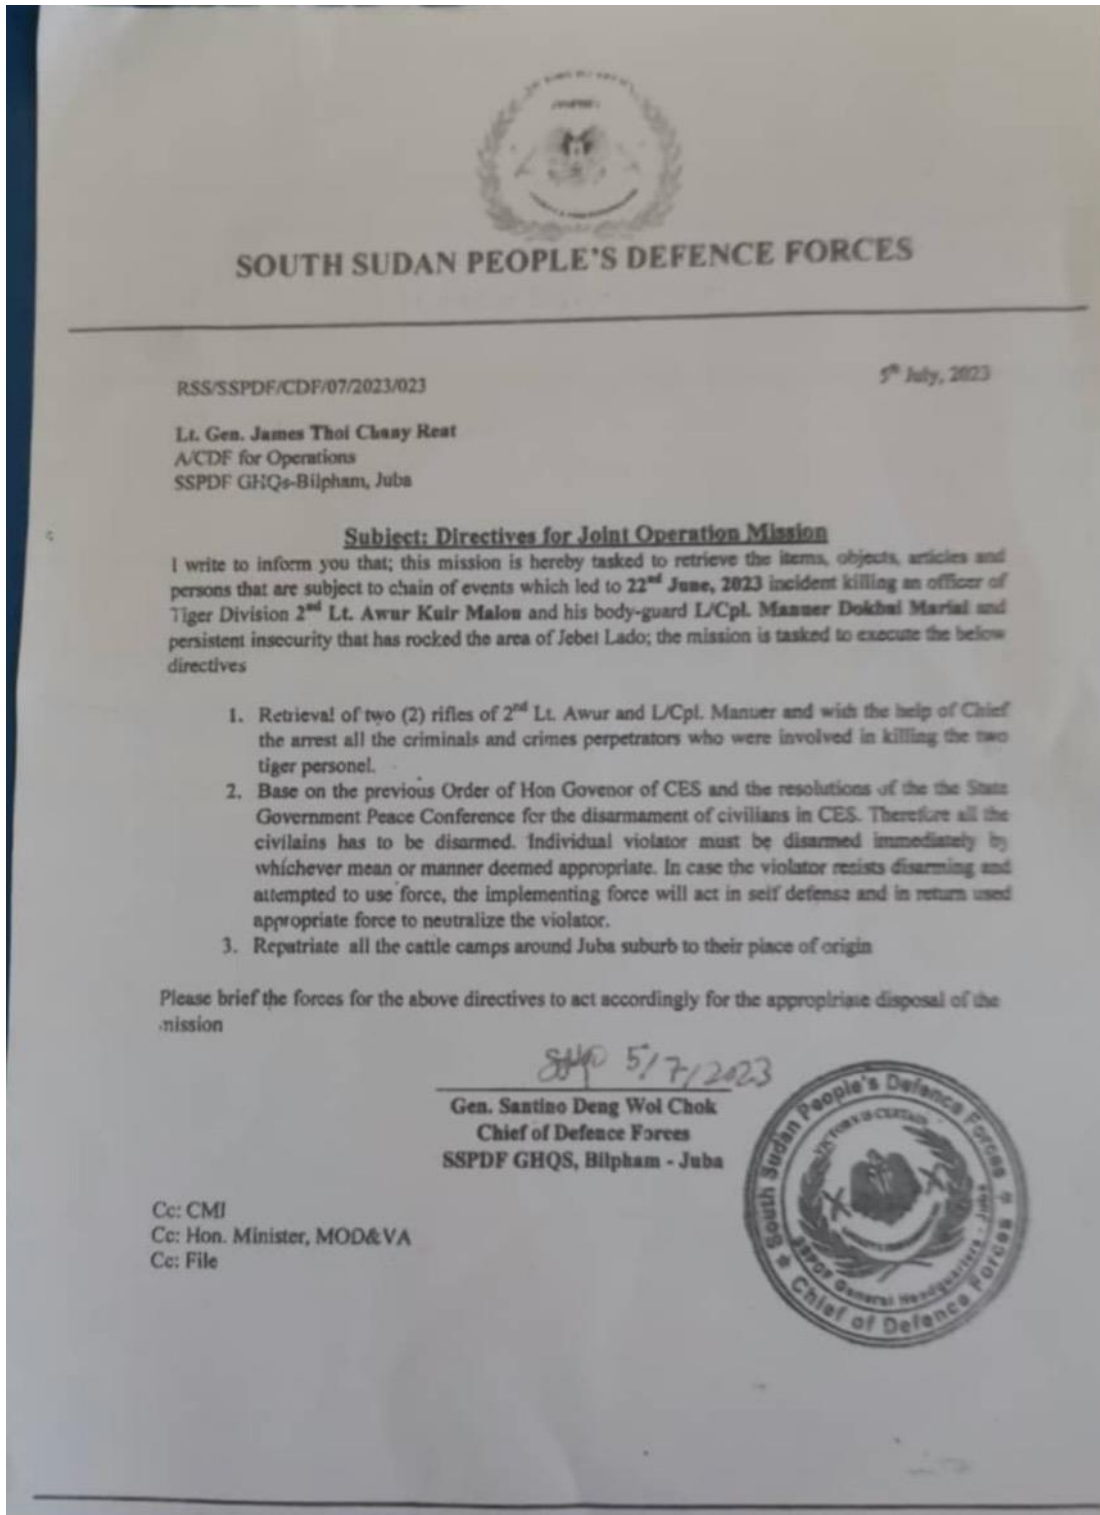 SOUTH SUDAN PEOPLE'S DEFENCE FORCES
RSS/SSPDF/CDF/07/2023/023
5th July, 2023
Lt. Gen. James Thoi Chany Reat
A/CDF for Operations
SSPDF GHQs-Bilpham, Juba
Subject: Directives for Joint Operation Mission
I write to inform you that; this mission is hereby tasked to retrieve the items, objects, articles and
persons that are subject to chain of events which led to 22nd June, 2023 incident killing an officer of
Tiger Division 2nd Lt. Awur Kuir Malou and his body-guard L/Cpl. Manuer Dokbai Marial and
persistent insecurity that has rocked the area of Jebel Lado; the mission is tasked to execute the below
directives
1. Retrieval of two (2) rifles of 2nd Lt. Awur and L/Cpl. Manuer and with the help of Chief
the arrest all the criminals and crimes perpetrators who were involved in killing the two
tiger personel.
2. Base on the previous Order of Hon Govenor of CES and the resolutions of the the State
Government Peace Conference for the disarmament of civilians in CES. Therefore all the
civilains has to be disarmed. Individual violator must be disarmed immediately by
whichever mean or manner deemed appropriate. In case the violator resists disarming and
attempted to use force, the implementing force will act in self defense and in return used
appropriate force to neutralize the violator.
3. Repatriate all the cattle camps around Juba suburb to their place of origin
Please brief the forces for the above directives to act accordingly for the appropiriate disposal of the
mission
5/7/2023
Gen. Santino Deng Wol Chok
Chief of Defence Forces
SSPDF GHQS, Bilpham - Juba
South Sudan People's Defence Forces
VICTORY IS CERTAIN
SSPDF General Headquarters - Juba
Chief of Defence Forces
Cc: CMI
Cc: Hon. Minister, MOD&VA
Cc: File